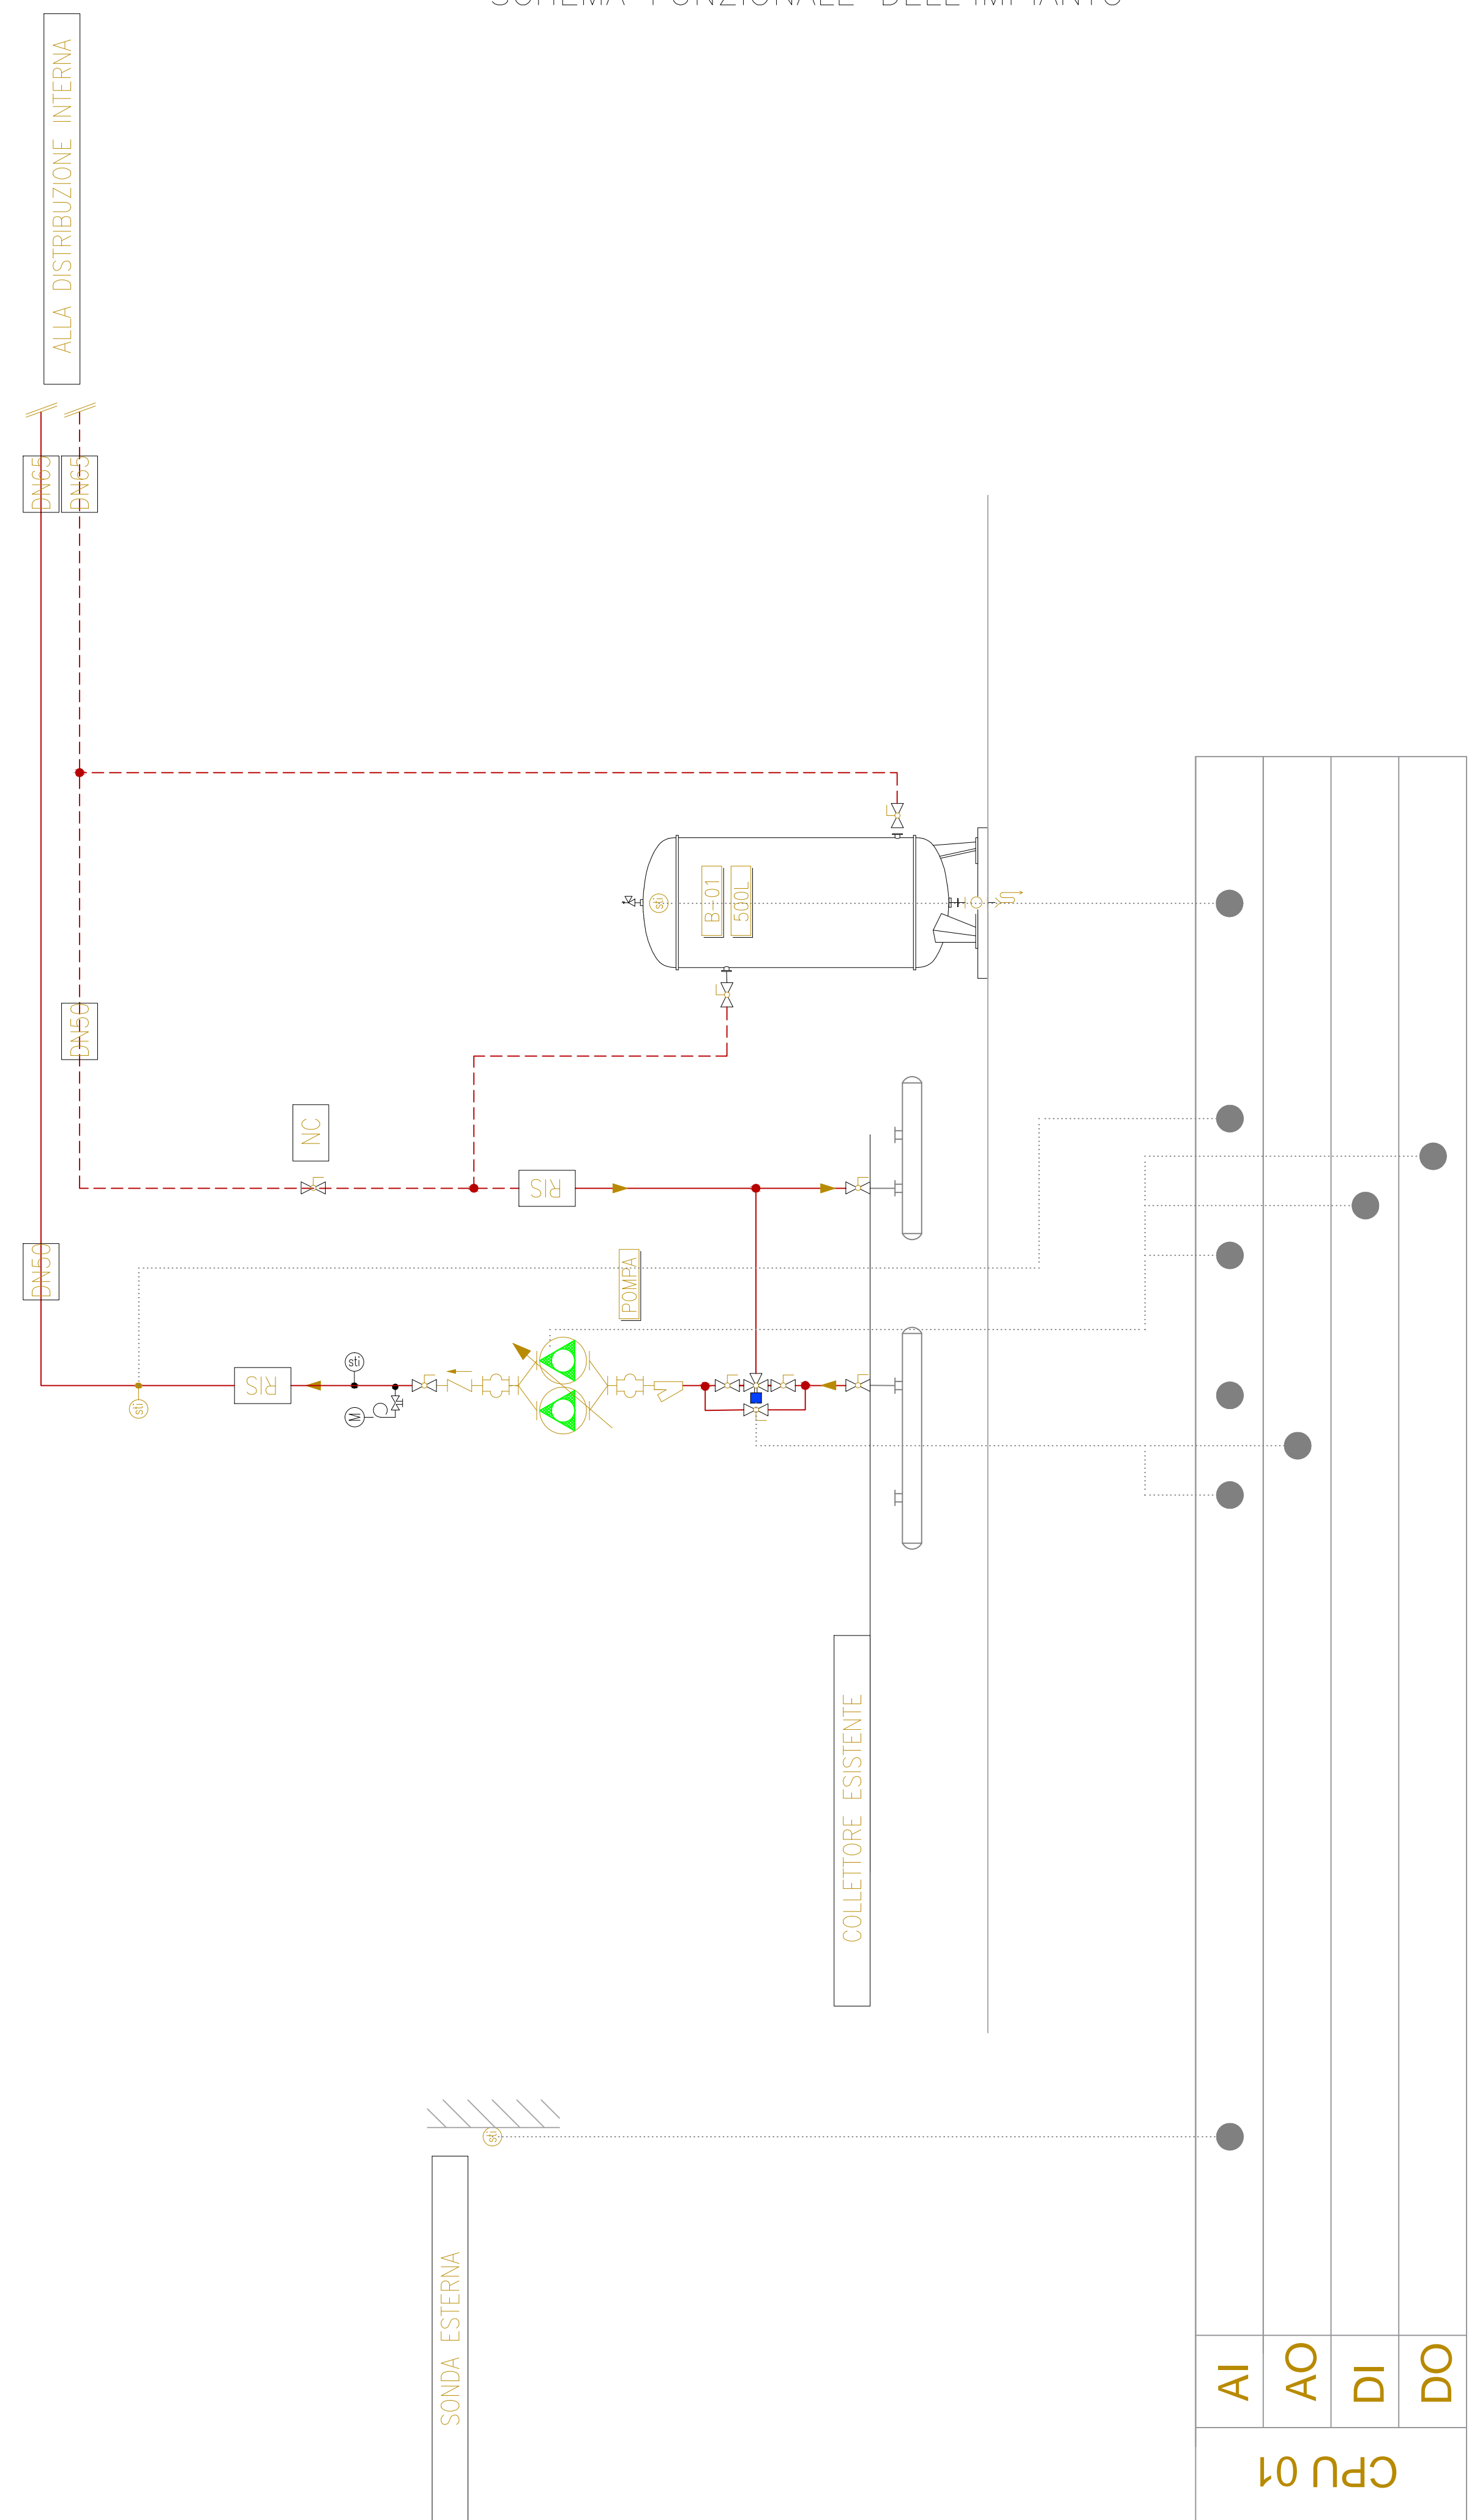 SCHEMA FUNZIONALE DELL'IMPIANTO
ALLA DISTRIBUZIONE INTERNA
DN65
DN65
sti
B-01
500L
DN50
NC
RIS
DN50
POMPA
sti
RIS
sti
M
COLLETTORE ESISTENTE
sti
SONDA ESTERNA
AI
AO
DI
DO
CPU 01